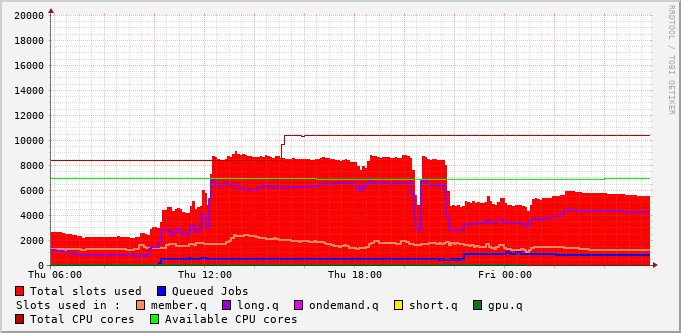 20000
18000
16000
14000
12000
10000
8000
6000
4000
2000
0
Thu 06:00 Thu 12:00 Thu 18:00 Fri 00:00
Total slots used Queued Jobs
Slots used in : member.q long.q ondemand.q short.q gpu.q
Total CPU cores Available CPU cores
RRDTOOL / TOBI OETIKER